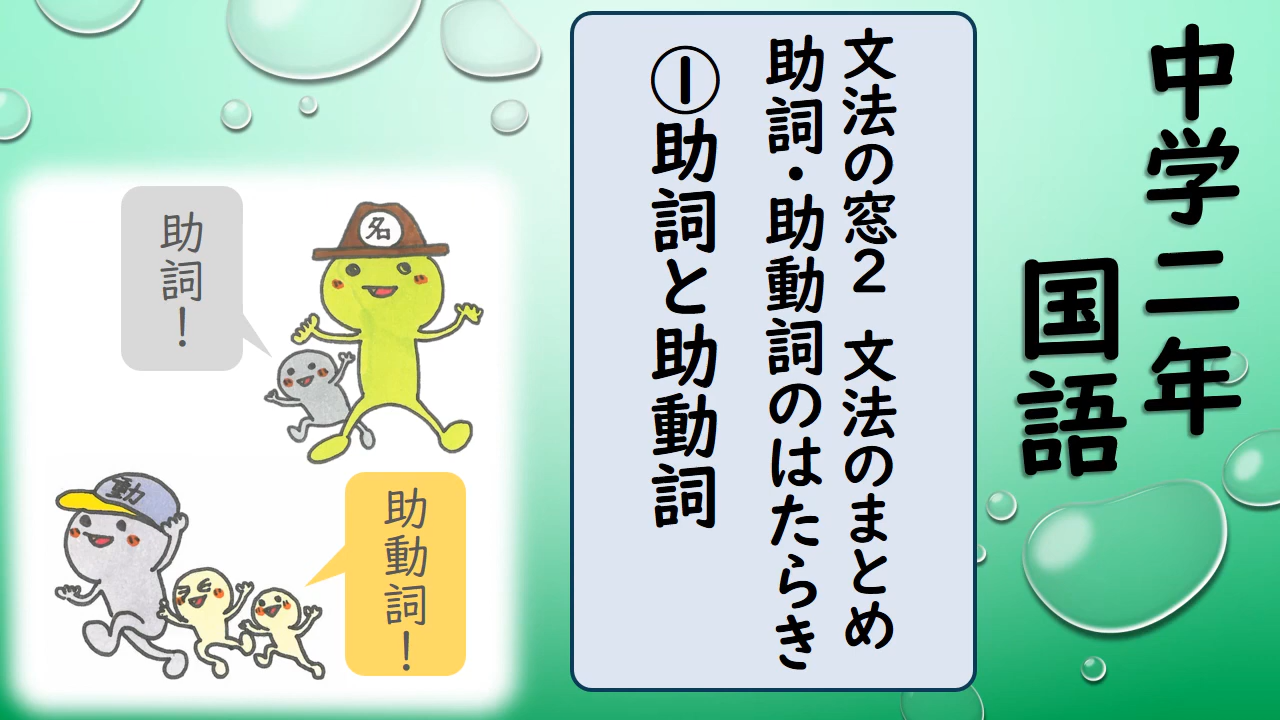 中学二年
国語
文法の窓2 文法のまとめ
助詞・助動詞のはたらき
①助詞と助動詞
助詞！
名
動
助動詞！